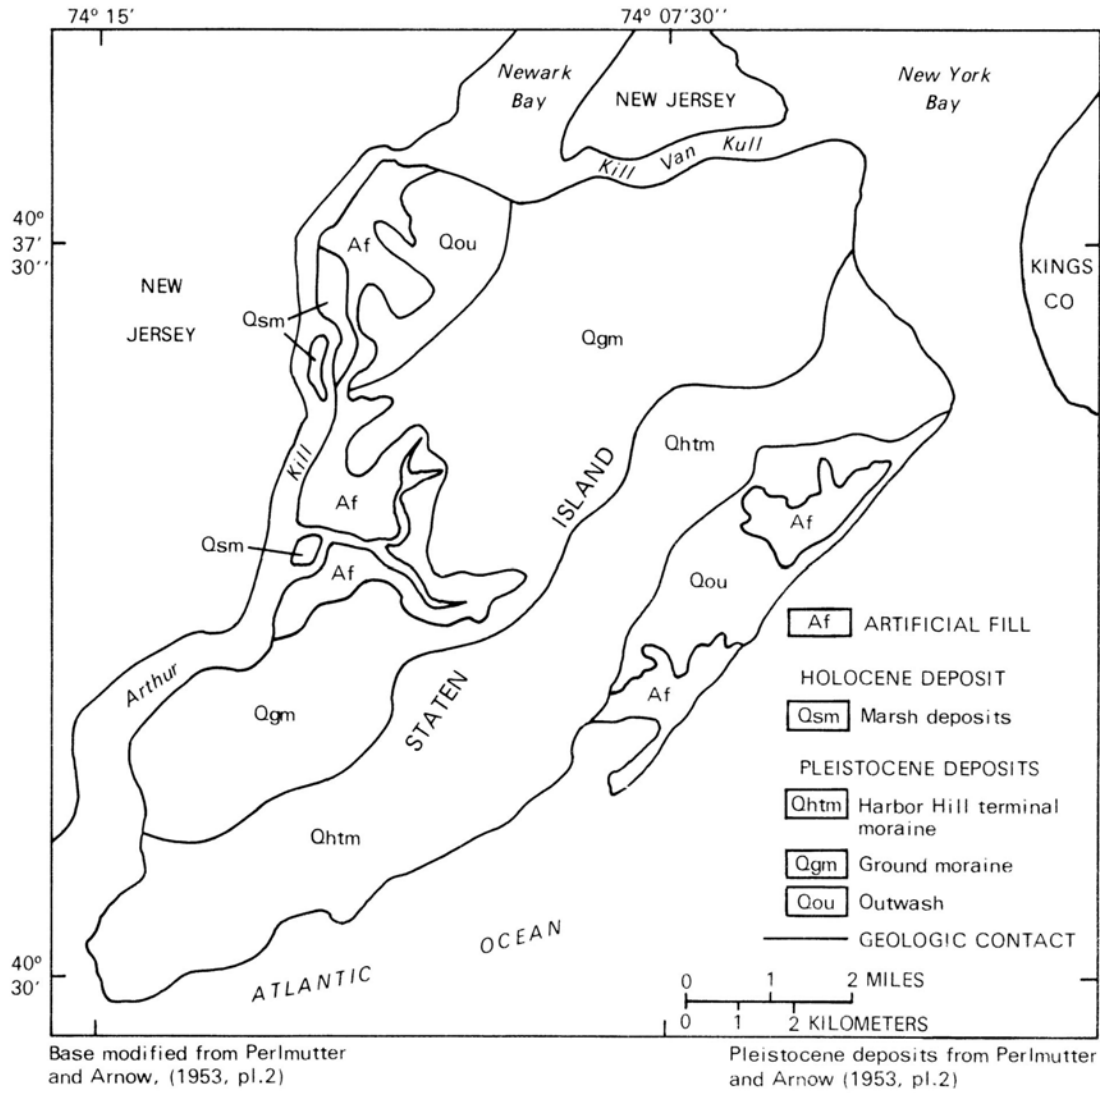 74° 15'
74° 07'30''
Newark
Bay
NEW JERSEY
New York
Bay
Kill Van Kull
40°
37'
30''
Af
Qou
KINGS
CO
NEW
JERSEY
Qsm
Qgm
Qhtm
Kill
ISLAND
Af
Af
Qsm
Af
Qou
Af
ARTIFICIAL FILL
HOLOCENE DEPOSIT
Qsm
Marsh deposits
PLEISTOCENE DEPOSITS
Qhtm
Harbor Hill terminal
moraine
Qgm
Ground moraine
Qou
Outwash
GEOLOGIC CONTACT
Arthur
Af
Qgm
STATEN
Qhtm
OCEAN
ATLANTIC
40°
30'
0 1 2 MILES
0 1 2 KILOMETERS
Base modified from Perlmutter
and Arnow, (1953, pl.2)
Pleistocene deposits from Perlmutter
and Arnow (1953, pl.2)